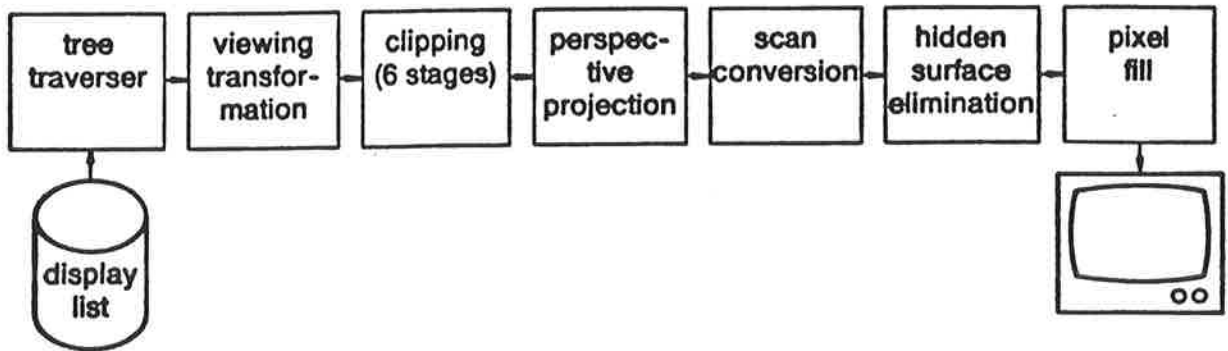 tree
traverser
viewing
transfor-
mation
clipping
(6 stages)
perspec-
tive
projection
scan
conversion
hidden
surface
elimination
pixel
fill
display
list